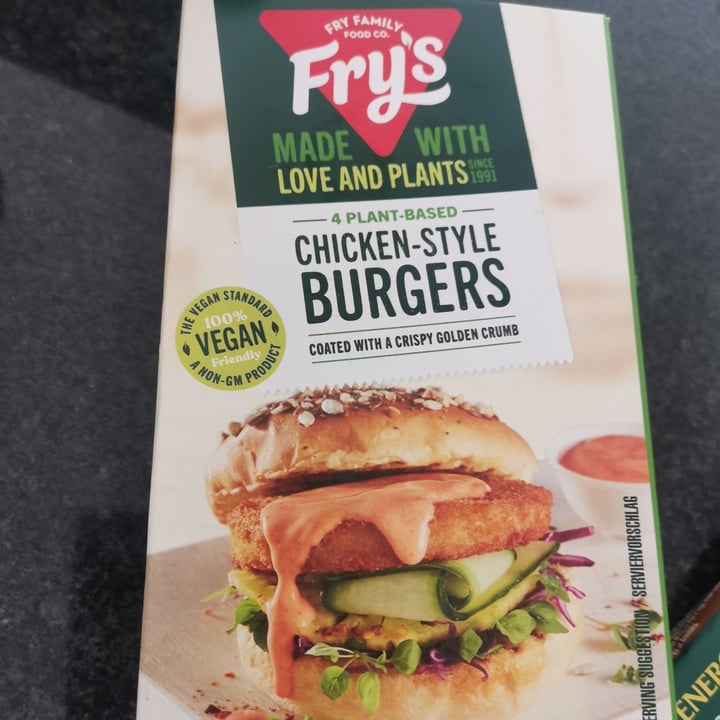 FRY FAMILY
FOOD CO.
Fry's
MADE WITH
LOVE AND PLANTS SINCE 1991
4 PLANT-BASED
CHICKEN-STYLE
BURGERS
COATED WITH A CRISPY GOLDEN CRUMB
THE VEGAN STANDARD
100%
VEGAN
Friendly
A NON-GM PRODUCT
SUGGESTION / SERVIERVORSCHLAG